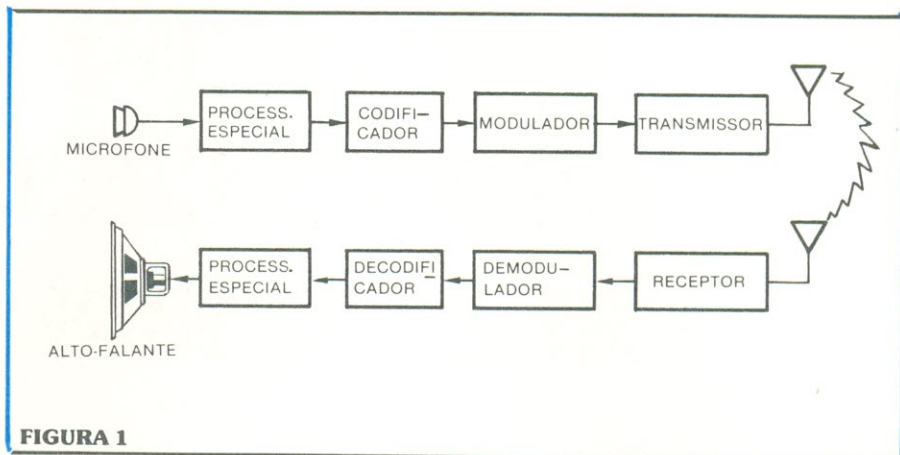 MICROFONE
PROCESS.
ESPECIAL
CODIFI-
CADOR
MODULADOR
TRANSMISSOR
ALTO-FALANTE
PROCESS.
ESPECIAL
DECODIFI-
CADOR
DEMODU-
LADOR
RECEPTOR
FIGURA 1